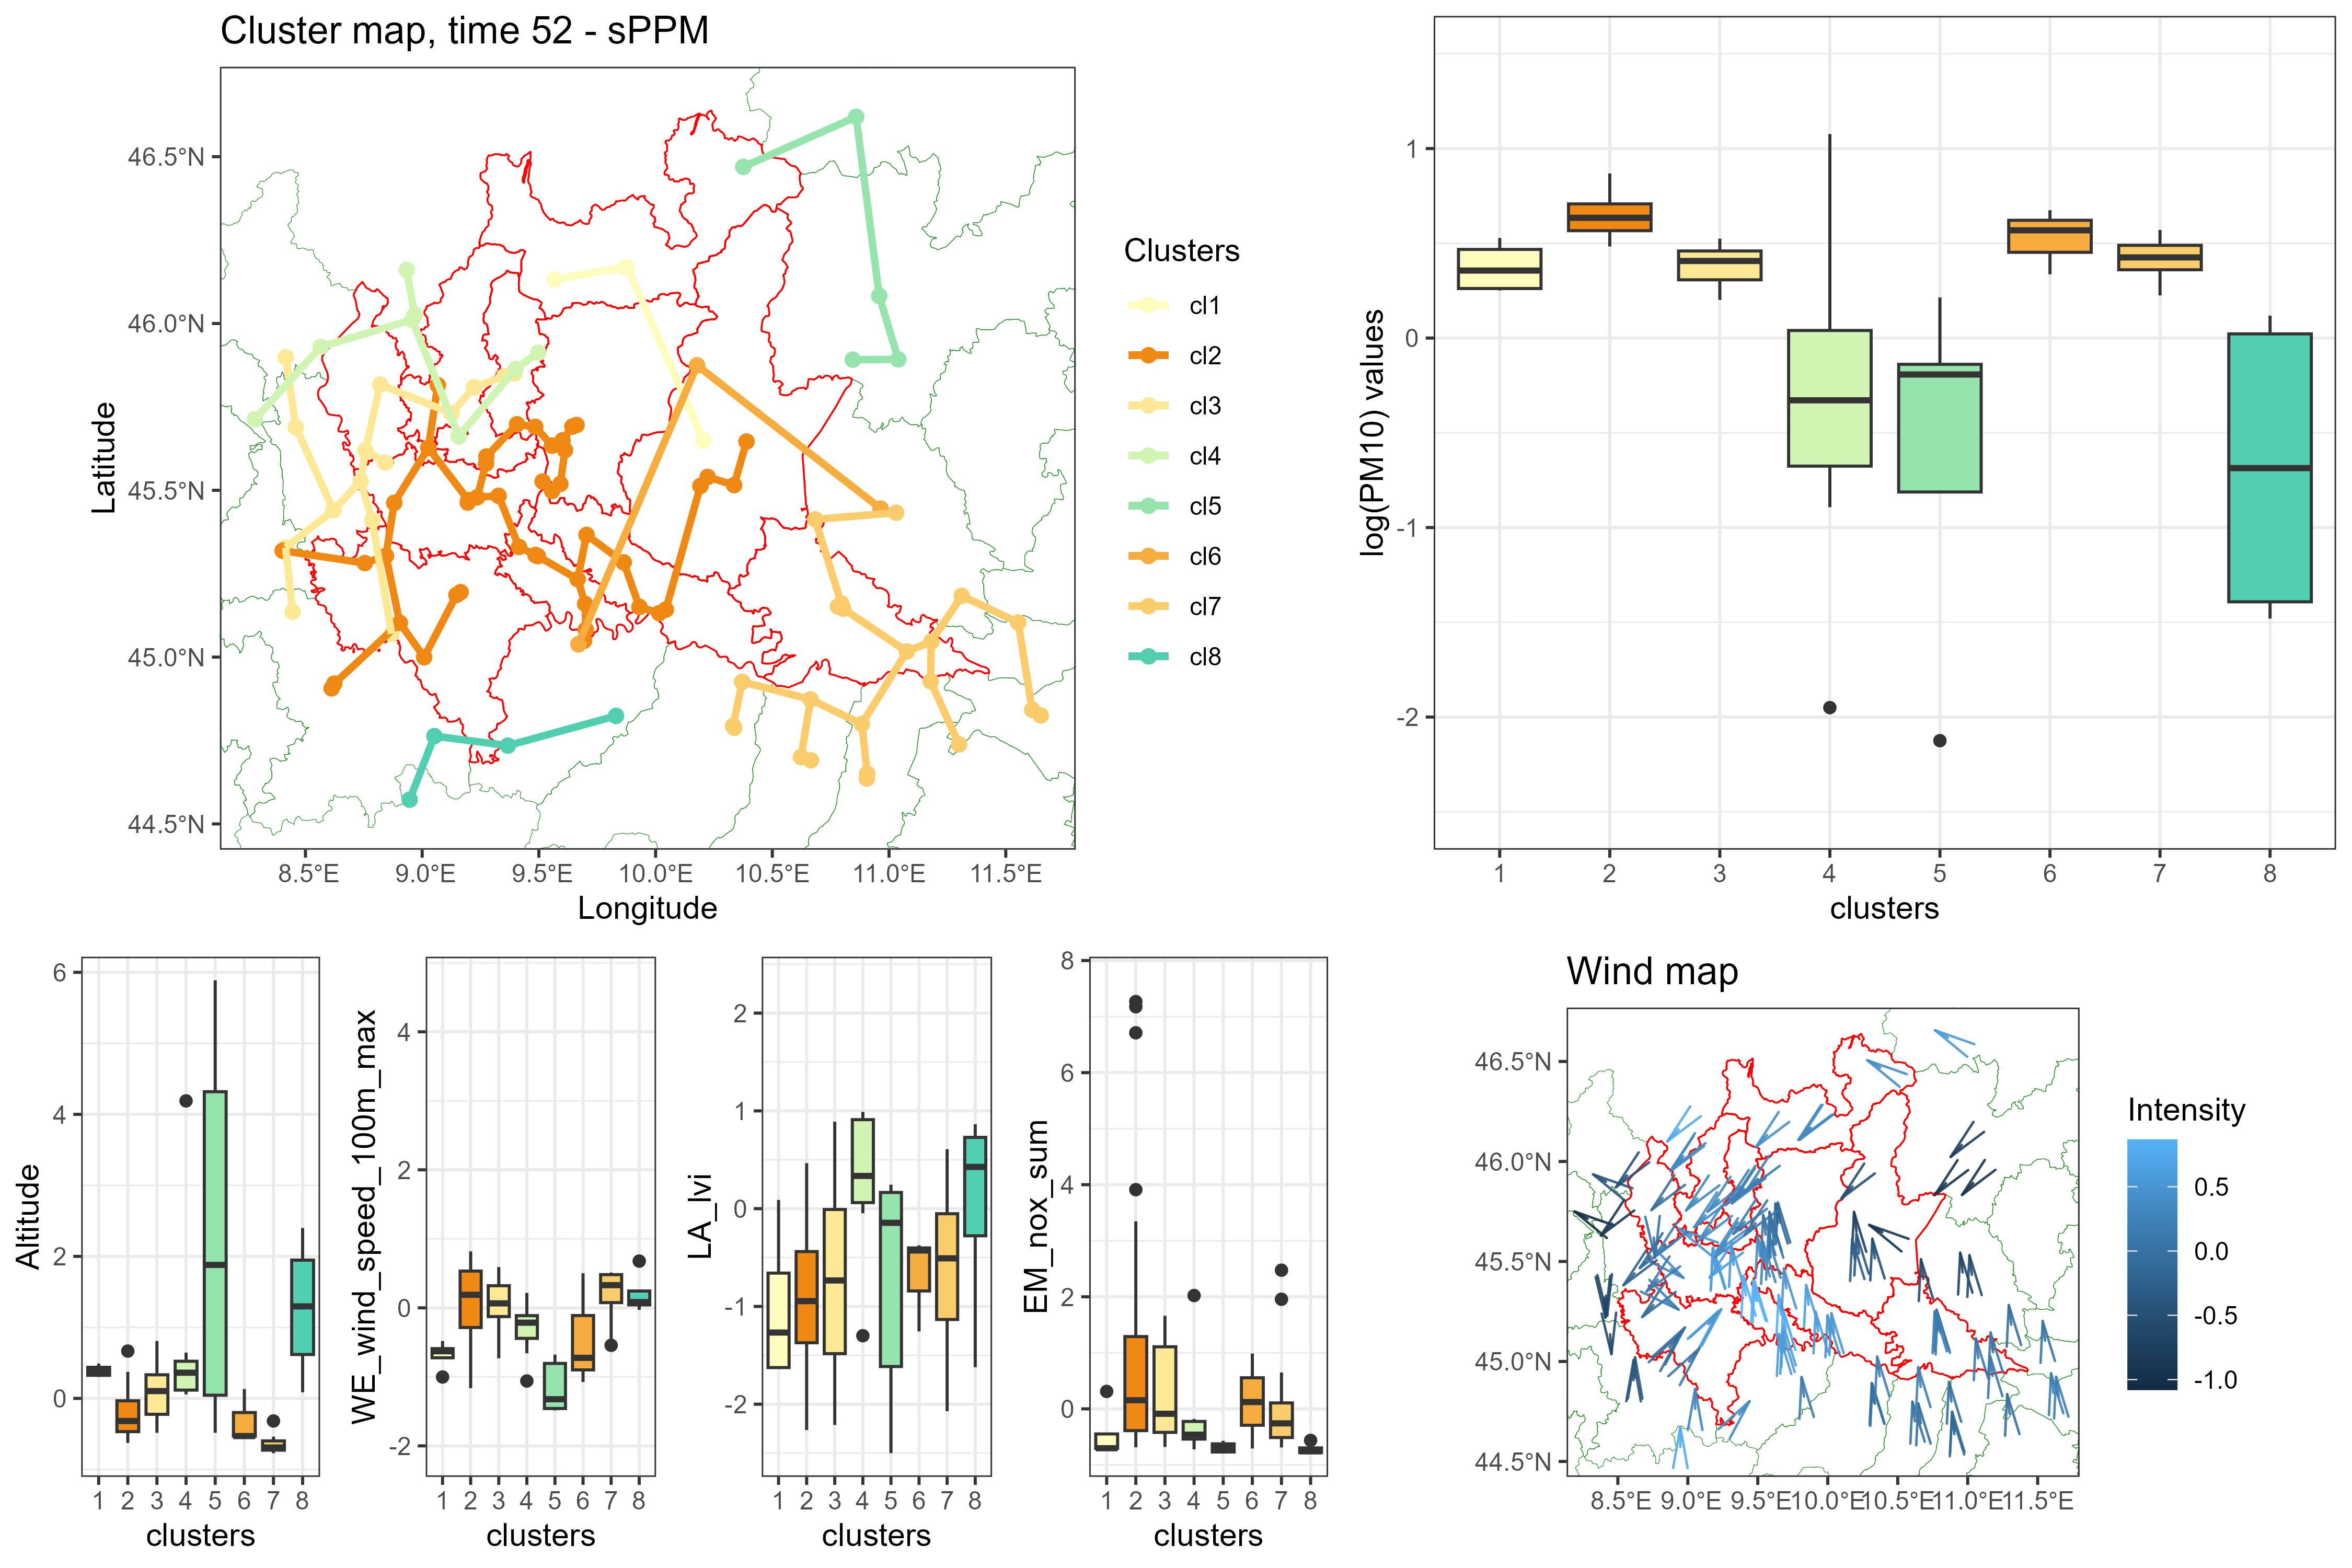 Cluster map, time 52 - sPPM
46.5°N
46.0°N
45.5°N
45.0°N
44.5°N
Latitude
8.5°E 9.0°E 9.5°E 10.0°E 10.5°E 11.0°E 11.5°E
Longitude
Clusters
cl1
cl2
cl3
cl4
cl5
cl6
cl7
cl8
log(PM10) values
1
0
-1
-2
1 2 3 4 5 6 7 8
clusters
Altitude
6
4
2
0
1 2 3 4 5 6 7 8
clusters
WE_wind_speed_100m_max
4
2
0
-2
1 2 3 4 5 6 7 8
clusters
LA_lvi
2
1
0
-1
-2
1 2 3 4 5 6 7 8
clusters
EM_nox_sum
8
6
4
2
0
1 2 3 4 5 6 7 8
clusters
Wind map
46.5°N
46.0°N
45.5°N
45.0°N
44.5°N
8.5°E 9.0°E 9.5°E 10.0°E 10.5°E 11.0°E 11.5°E
Intensity
0.5
0.0
-0.5
-1.0